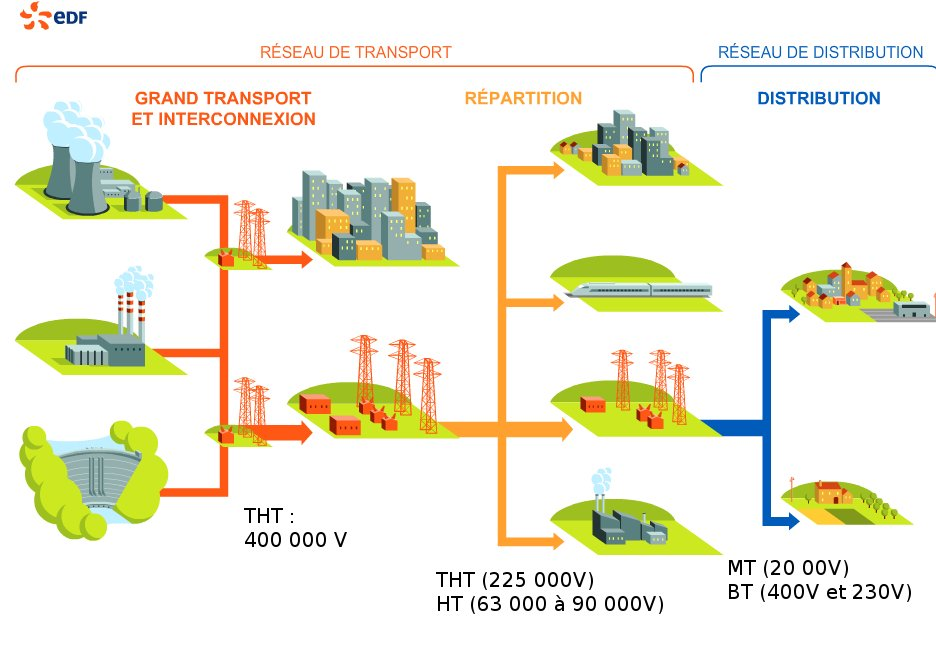 eDF
RÉSEAU DE TRANSPORT
RÉSEAU DE DISTRIBUTION
GRAND TRANSPORT
ET INTERCONNEXION
RÉPARTITION
DISTRIBUTION
THT :
400 000 V
THT (225 000V)
HT (63 000 à 90 000V)
MT (20 00V)
BT (400V et 230V)